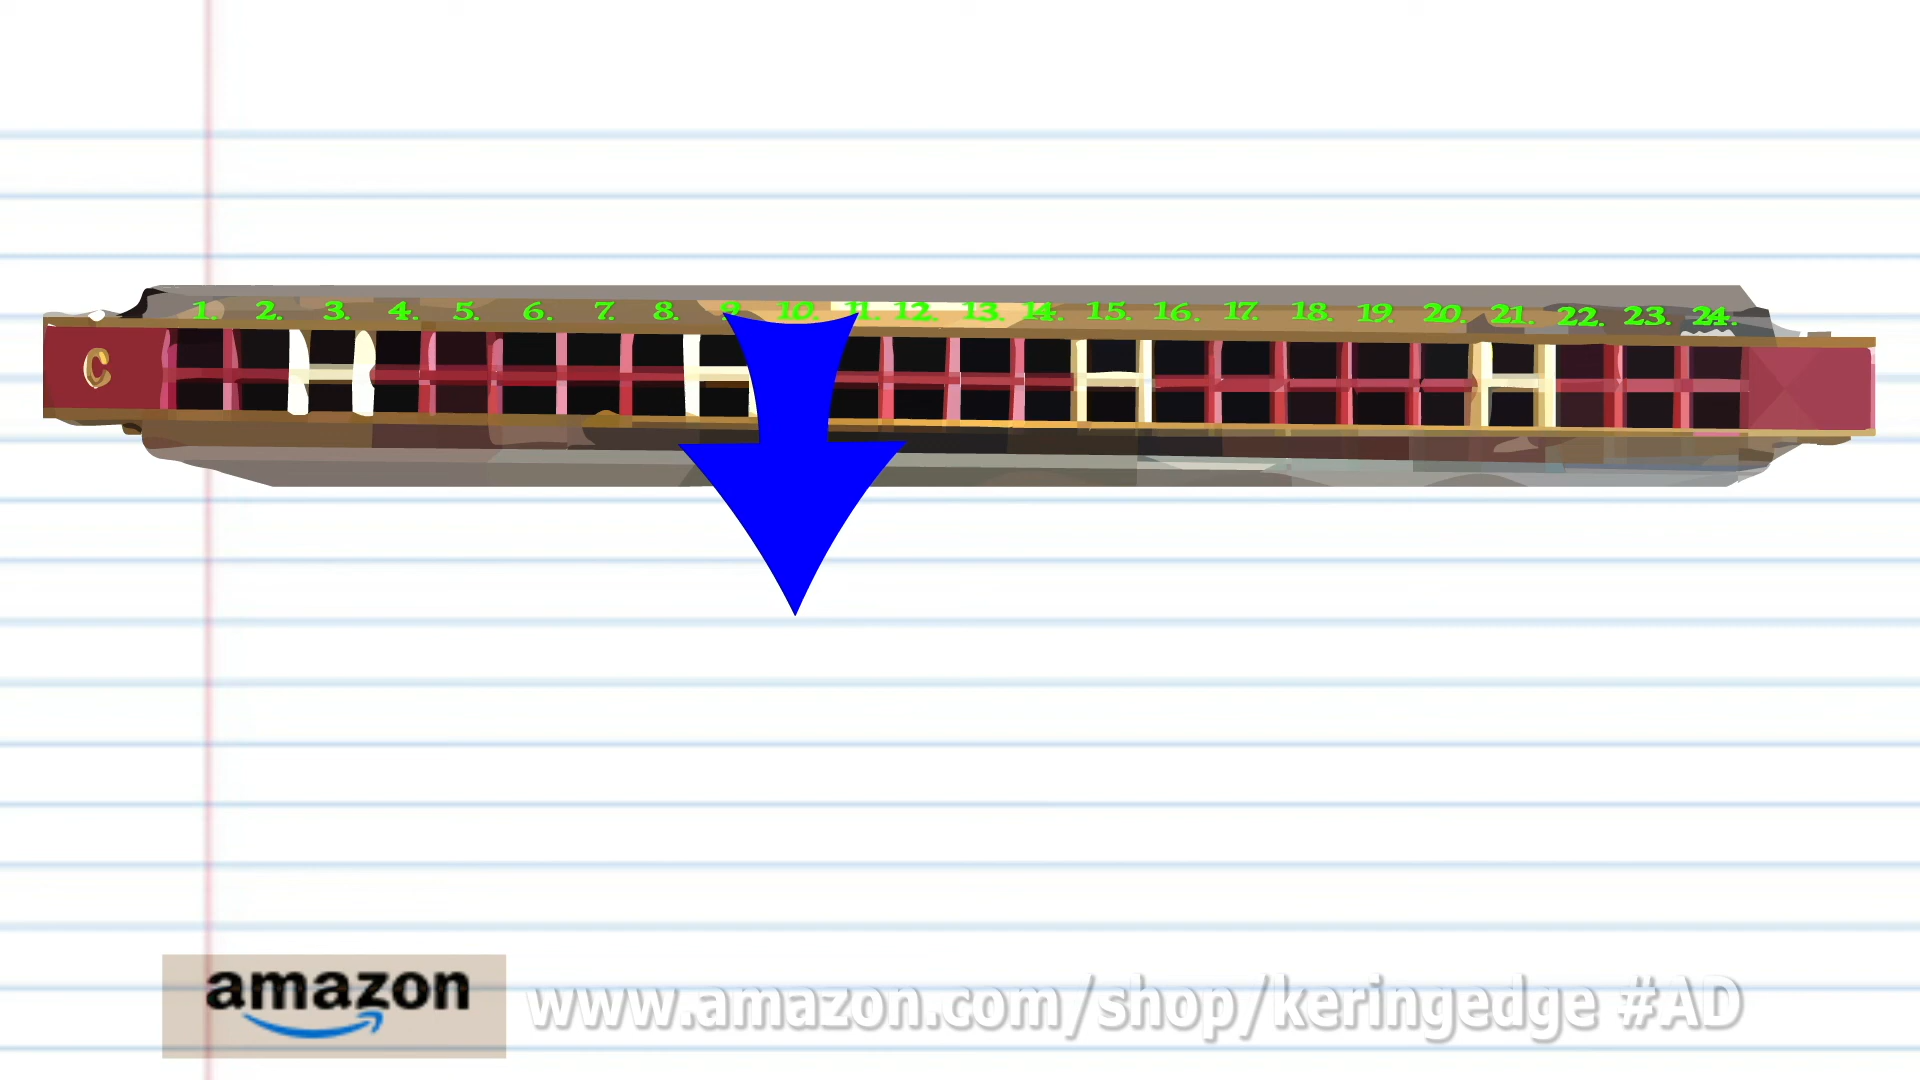 1. 2. 3. 4. 5. 6. 7. 8. 9 10. 11. 12. 13. 14. 15. 16. 17. 18. 19. 20. 21. 22. 23. 24.
C
amazon www.amazon.com/shop/keringedge #AD